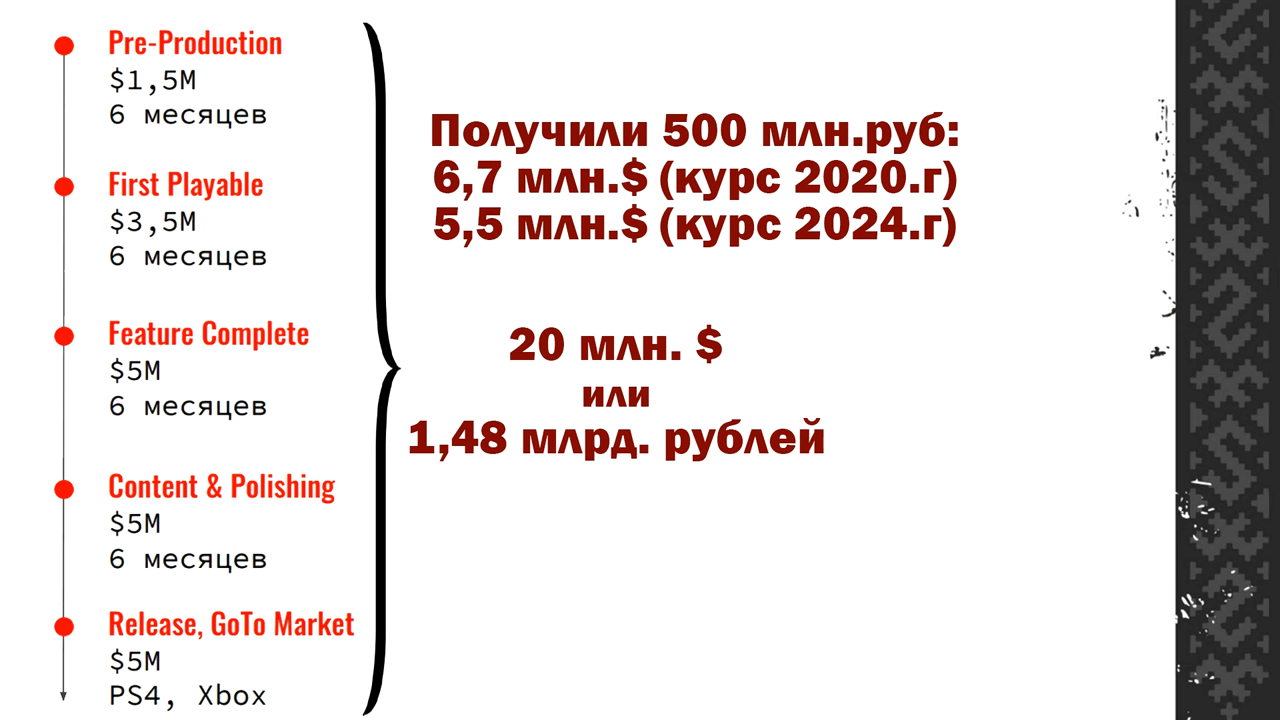 Pre-Production
$1,5M
6 месяцев
First Playable
$3,5M
6 месяцев
Feature Complete
$5M
6 месяцев
Content & Polishing
$5M
6 месяцев
Release, GoTo Market
$5M
PS4, Xbox
Получили 500 млн.руб:
6,7 млн.$ (курс 2020.г)
5,5 млн.$ (курс 2024.г)
20 млн. $
или
1,48 млрд. рублей